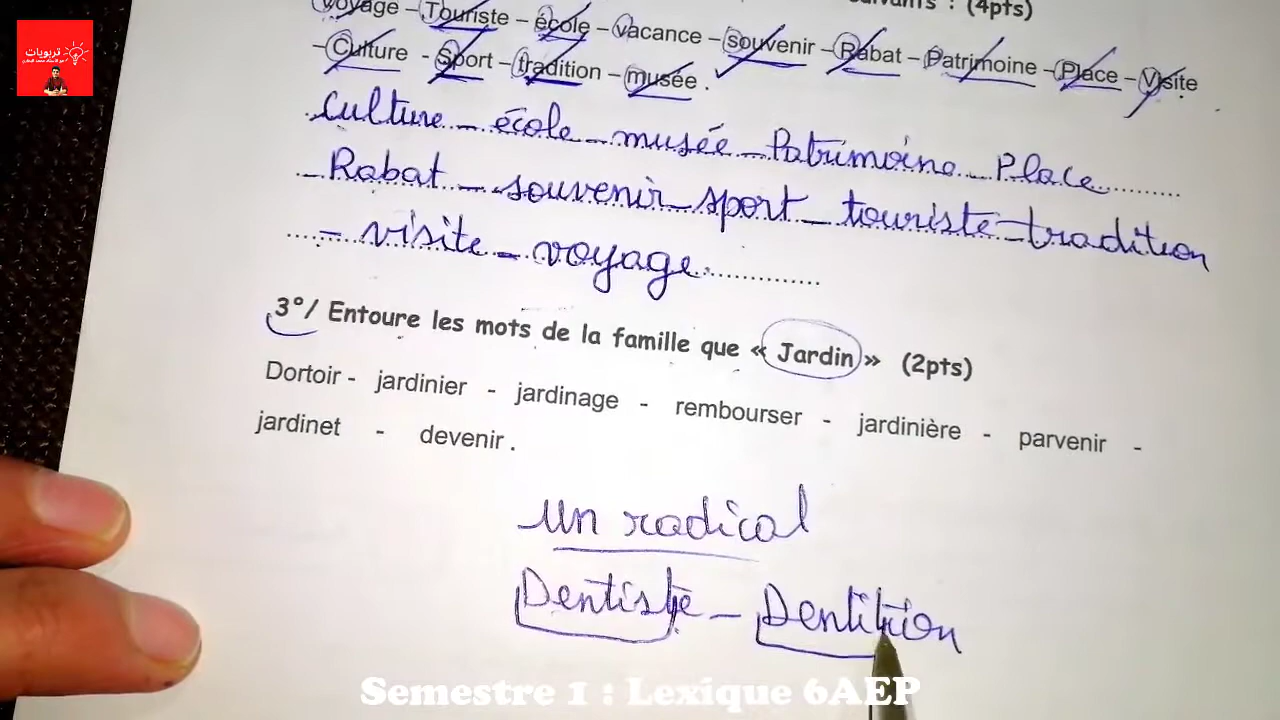 : (4pts)
voyage – Touriste – école – vacance – souvenir – Rabat – Patrimoine – Place – Visite
– Culture - Sport – tradition – musée .
culture – école – musée – Patrimoine – Place
– Rabat – souvenir – sport – touriste – tradition
– visite – voyage.
3°/ Entoure les mots de la famille que « Jardin » (2pts)
Dortoir - jardinier - jardinage - rembourser - jardinière - parvenir -
jardinet - devenir .
un radical
Dentiste – Dentition
تربويات
Semestre 1 : Lexique 6AEP